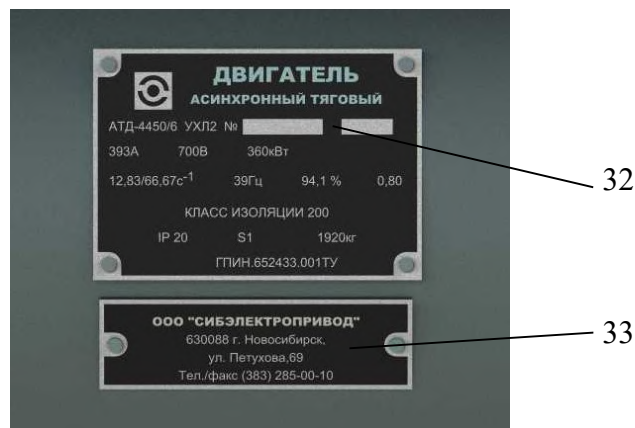 ДВИГАТЕЛЬ
АСИНХРОННЫЙ ТЯГОВЫЙ
АТД-4450/6 УХЛ2 №
393А 700В 360кВт
12,83/66,67с⁻¹ 39Гц 94,1 % 0,80
КЛАСС ИЗОЛЯЦИИ 200
IP 20 S1 1920кг
ГПИН.652433.001ТУ
32
ООО "СИБЭЛЕКТРОПРИВОД"
630088 г. Новосибирск,
ул. Петухова,69
Тел./факс (383) 285-00-10
33